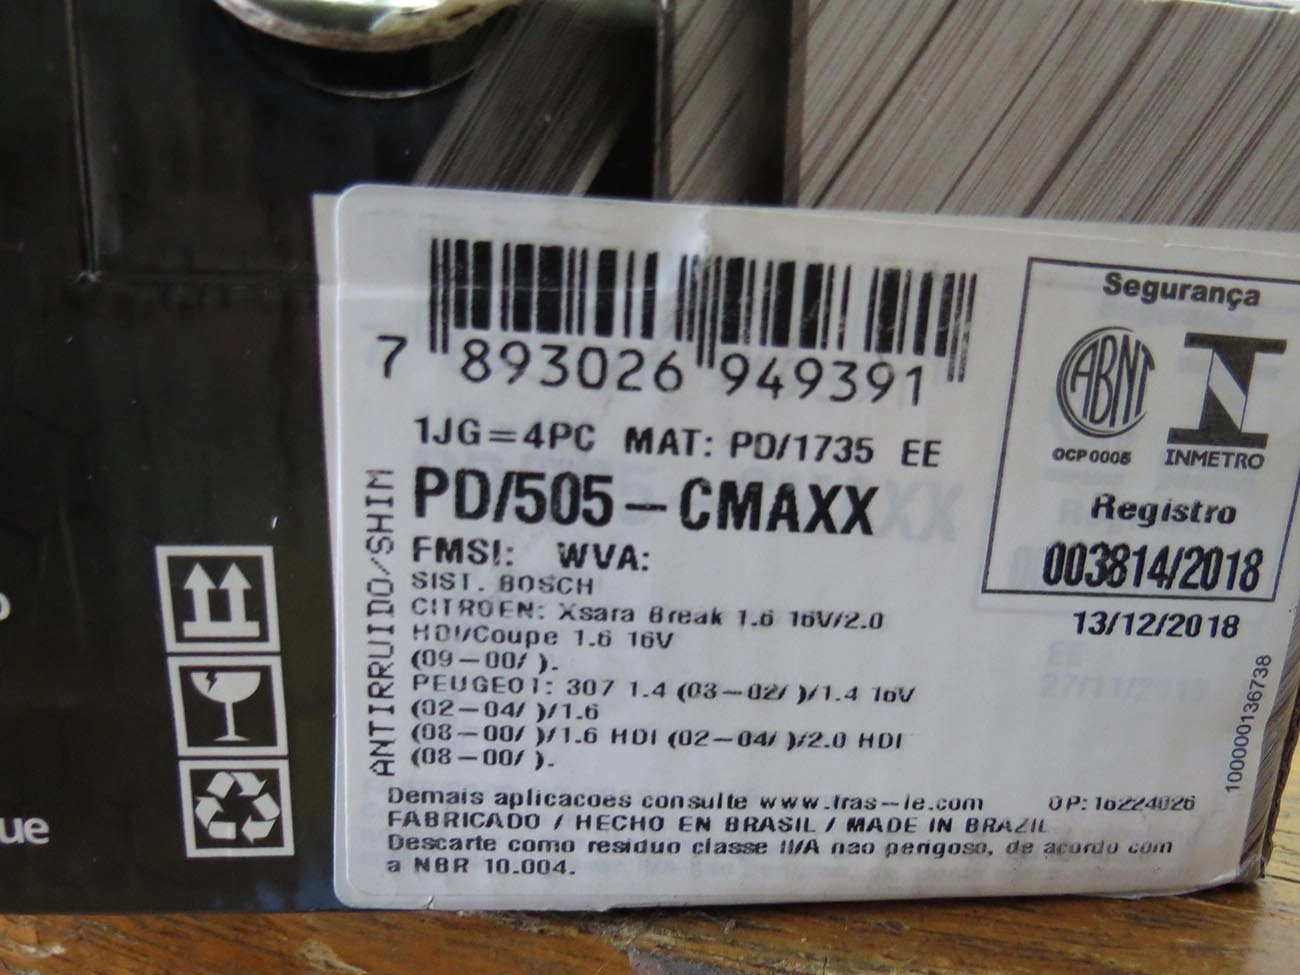 7 893026 949391
1JG=4PC MAT: PD/1735 EE
PD/505-CMAXX
FMSI: WVA:
SIST. BOSCH
CITROEN: Xsara Break 1.6 16V/2.0
HDI/Coupe 1.6 16V
(09-00/ ).
PEUGEOT: 307 1.4 (03-02/ )/1.4 16V
(02-04/ )/1.6
(08-00/ )/1.6 HDI (02-04/ )/2.0 HDI
(08-00/ ).
ANTIRRUIDO/SHIM
Demais aplicacoes consulte www.fras-le.com OP: 16224026
FABRICADO / HECHO EN BRASIL / MADE IN BRAZIL
Descarte como residuo classe II/A nao perigoso, de acordo com
a NBR 10.004.
Segurança
ABNT
OCP 0005 INMETRO
Registro
003814/2018
13/12/2018
10000013673​8
ue